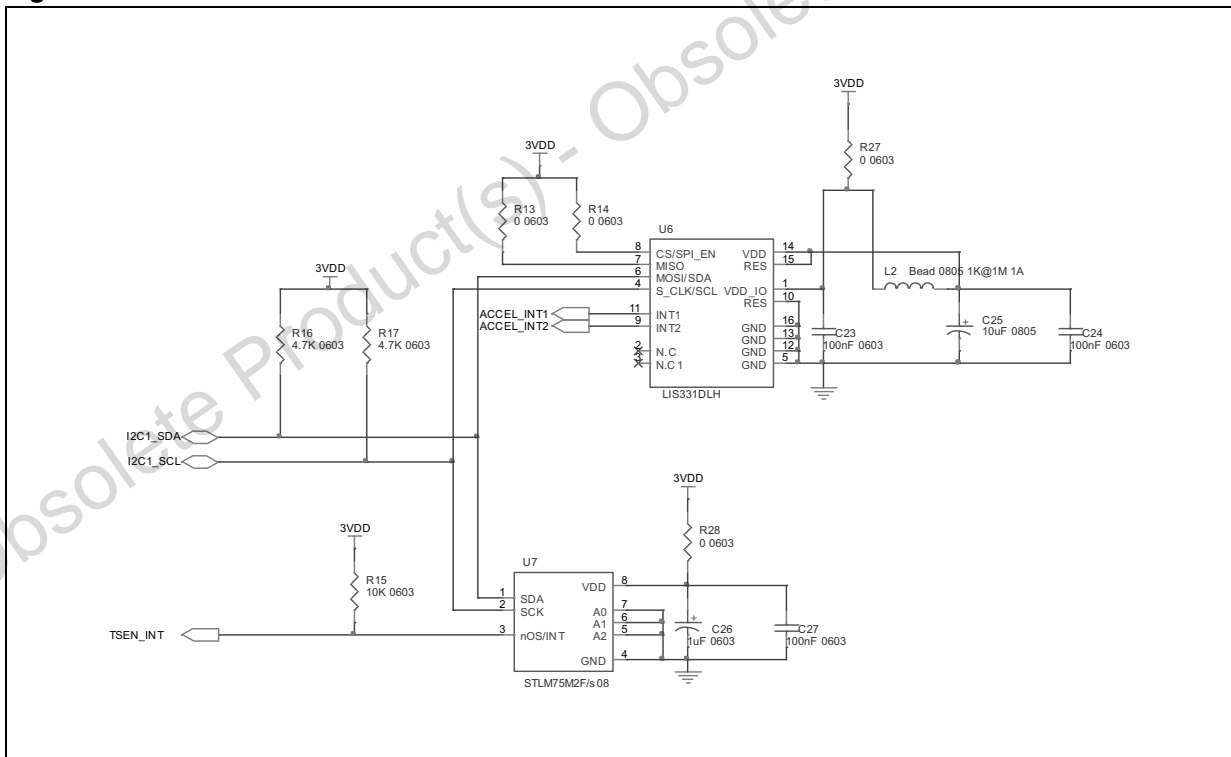 Obsolete Product(s) - Obsolete
3VDD
R27
0 0603
3VDD
R13
0 0603
R14
0 0603
U6
8 CS/SPI_EN
7 MISO
6 MOSI/SDA
4 S_CLK/SCL
11 INT1
9 INT2
2 N.C
3 N.C1
VDD 14
RES 15
VDD_IO 1
RES 10
GND 16
GND 13
GND 12
GND 5
LIS331DLH
ACCEL_INT1
ACCEL_INT2
L2 Bead 0805 1K@1M 1A
C23
100nF 0603
C25
10uF 0805
C24
100nF 0603
3VDD
R16
4.7K 0603
R17
4.7K 0603
I2C1_SDA
I2C1_SCL
3VDD
R28
0 0603
3VDD
R15
10K 0603
TSEN_INT
U7
1 SDA
2 SCK
3 nOS/INT
VDD 8
A0 7
A1 6
A2 5
GND 4
STLM75M2F/s08
C26
1uF 0603
C27
100nF 0603